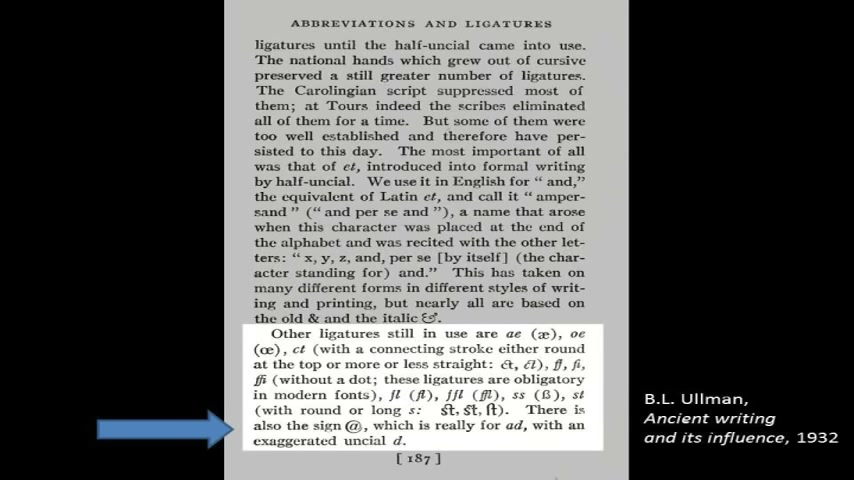 ABBREVIATIONS AND LIGATURES
ligatures until the half-uncial came into use.
The national hands which grew out of cursive
preserved a still greater number of ligatures.
The Carolingian script suppressed most of
them; at Tours indeed the scribes eliminated
all of them for a time. But some of them were
too well established and therefore have per-
sisted to this day. The most important of all
was that of et, introduced into formal writing
by half-uncial. We use it in English for “ and,”
the equivalent of Latin et, and call it “ amper-
sand ” (“ and per se and ”), a name that arose
when this character was placed at the end of
the alphabet and was recited with the other let-
ters: “ x, y, z, and, per se [by itself] (the char-
acter standing for) and.” This has taken on
many different forms in different styles of writ-
ing and printing, but nearly all are based on
the old & and the italic &.
Other ligatures still in use are ae (æ), oe
(œ), ct (with a connecting stroke either round
at the top or more or less straight: ct, ct), ff, fi,
ffi (without a dot; these ligatures are obligatory
in modern fonts), fl (fl), ffl (ffl), ss (ß), st
(with round or long s: st, st, ſt). There is
also the sign @, which is really for ad, with an
exaggerated uncial d.
[ 187 ]
B.L. Ullman,
Ancient writing
and its influence, 1932